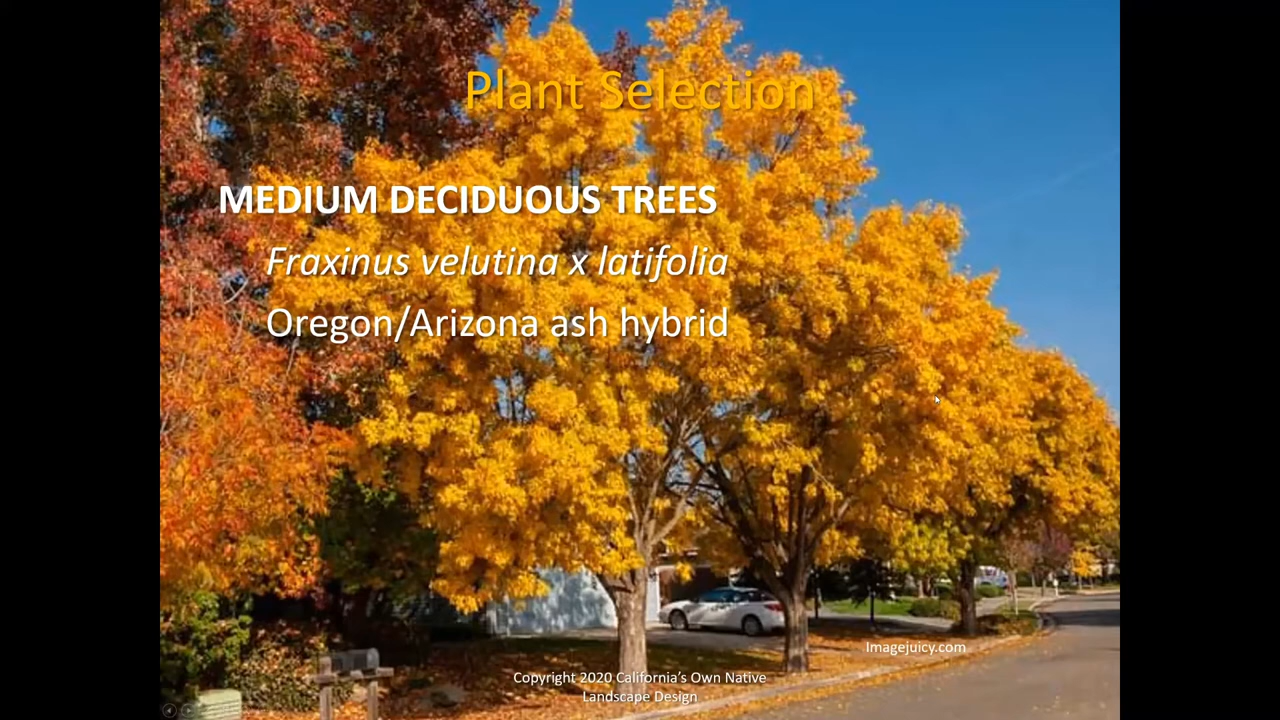 Plant Selection
MEDIUM DECIDUOUS TREES
Fraxinus velutina x latifolia
Oregon/Arizona ash hybrid
Imagejuicy.com
Copyright 2020 California's Own Native
Landscape Design